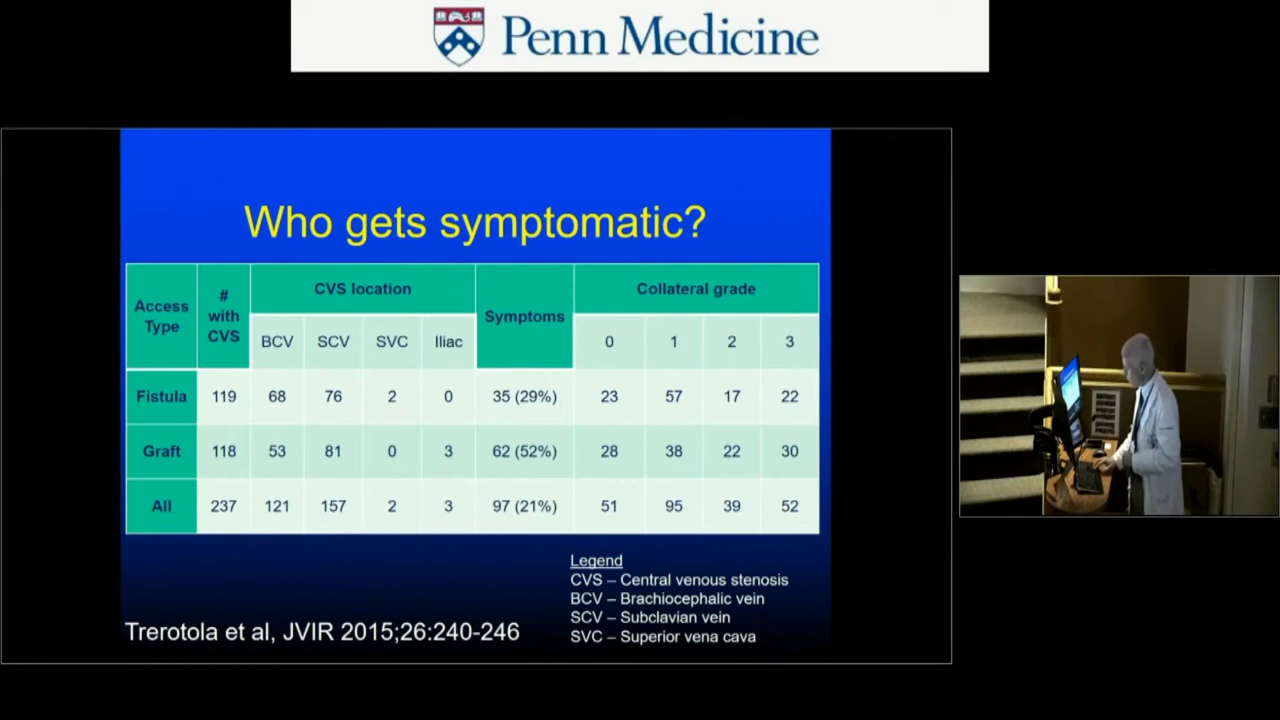 Penn Medicine
Who gets symptomatic?
Access Type # with CVS CVS location Symptoms Collateral grade
BCV SCV SVC Iliac 0 1 2 3
Fistula 119 68 76 2 0 35 (29%) 23 57 17 22
Graft 118 53 81 0 3 62 (52%) 28 38 22 30
All 237 121 157 2 3 97 (21%) 51 95 39 52
Legend
CVS – Central venous stenosis
BCV – Brachiocephalic vein
SCV – Subclavian vein
SVC – Superior vena cava
Trerotola et al, JVIR 2015;26:240-246